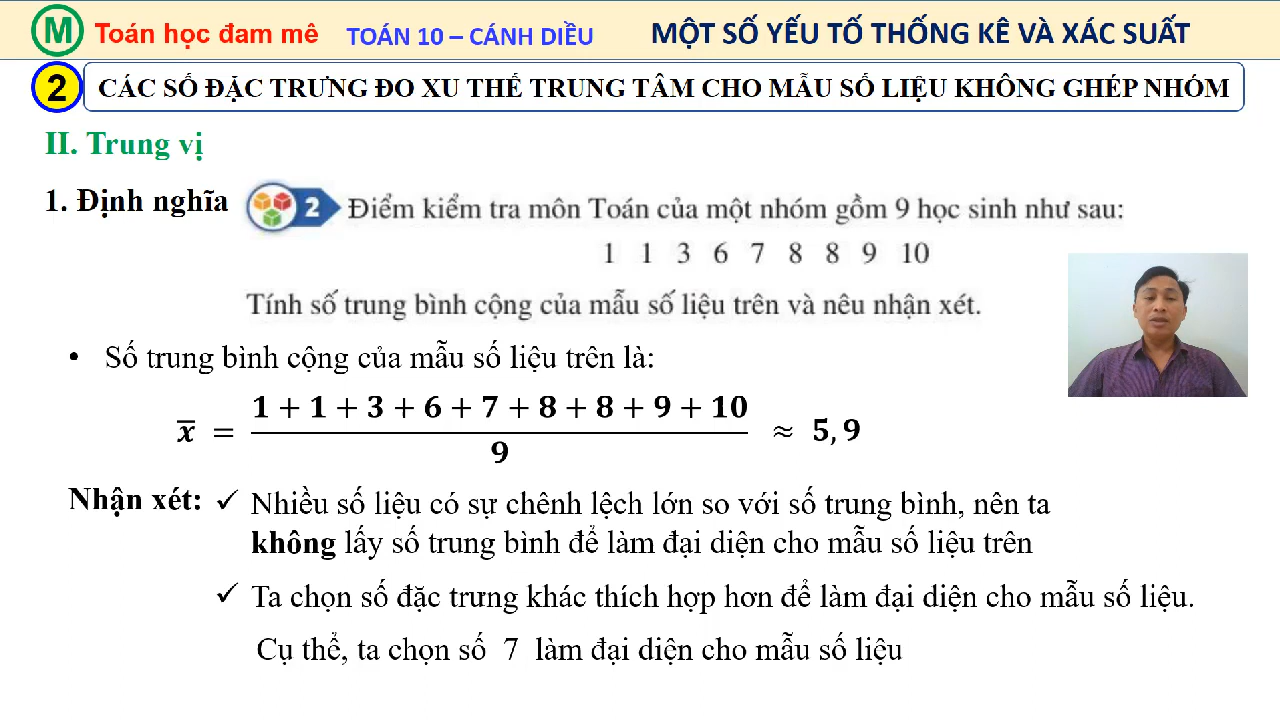 M Toán học đam mê TOÁN 10 – CÁNH DIỀU MỘT SỐ YẾU TỐ THỐNG KÊ VÀ XÁC SUẤT
2 CÁC SỐ ĐẶC TRƯNG ĐO XU THẾ TRUNG TÂM CHO MẪU SỐ LIỆU KHÔNG GHÉP NHÓM
II. Trung vị
1. Định nghĩa 2 Điểm kiểm tra môn Toán của một nhóm gồm 9 học sinh như sau:
1 1 3 6 7 8 8 9 10
Tính số trung bình cộng của mẫu số liệu trên và nêu nhận xét.
• Số trung bình cộng của mẫu số liệu trên là:
1 + 1 + 3 + 6 + 7 + 8 + 8 + 9 + 10
x̅ = ≈ 5,9
9
Nhận xét: ✓ Nhiều số liệu có sự chênh lệch lớn so với số trung bình, nên ta
không lấy số trung bình để làm đại diện cho mẫu số liệu trên
✓ Ta chọn số đặc trưng khác thích hợp hơn để làm đại diện cho mẫu số liệu.
Cụ thể, ta chọn số 7 làm đại diện cho mẫu số liệu